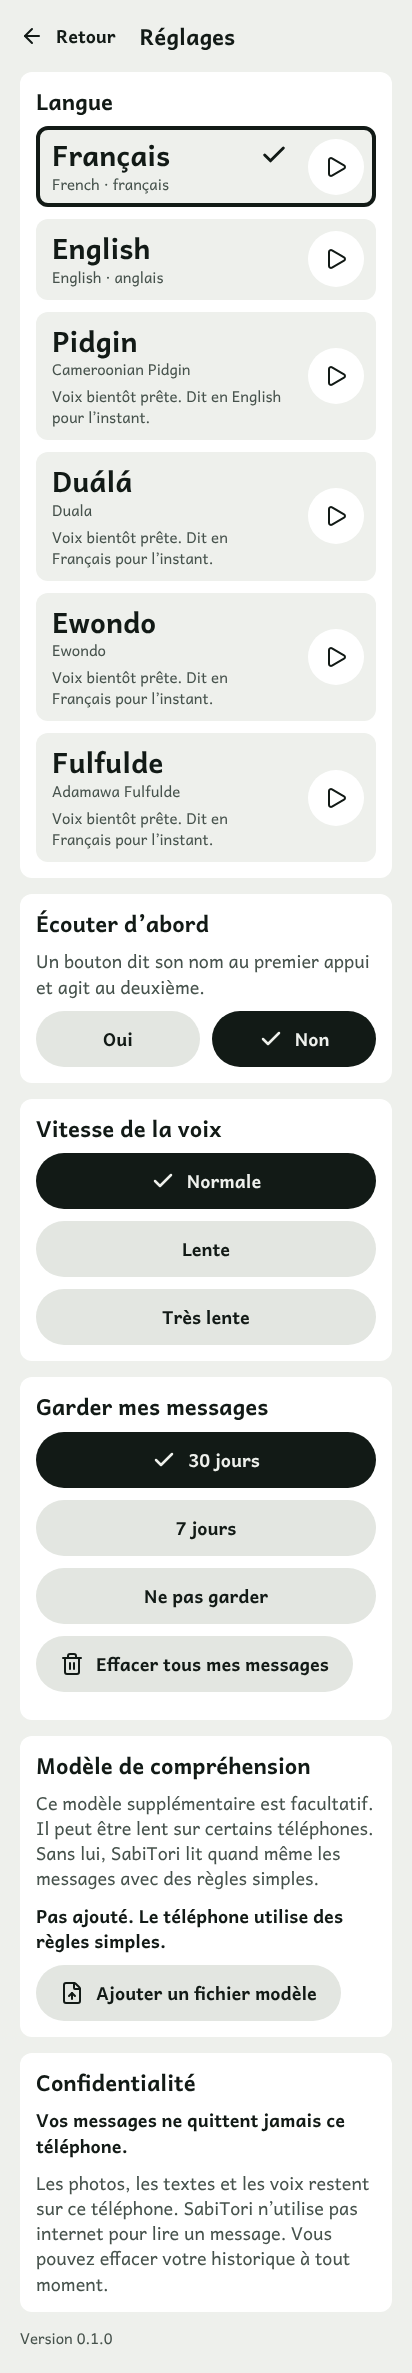 Retour Réglages
Langue
Français
French · français
English
English · anglais
Pidgin
Cameroonian Pidgin
Voix bientôt prête. Dit en English
pour l’instant.
Duálá
Duala
Voix bientôt prête. Dit en
Français pour l’instant.
Ewondo
Ewondo
Voix bientôt prête. Dit en
Français pour l’instant.
Fulfulde
Adamawa Fulfulde
Voix bientôt prête. Dit en
Français pour l’instant.
Écouter d’abord
Un bouton dit son nom au premier appui
et agit au deuxième.
Oui Non
Vitesse de la voix
Normale
Lente
Très lente
Garder mes messages
30 jours
7 jours
Ne pas garder
Effacer tous mes messages
Modèle de compréhension
Ce modèle supplémentaire est facultatif.
Il peut être lent sur certains téléphones.
Sans lui, SabiTori lit quand même les
messages avec des règles simples.
Pas ajouté. Le téléphone utilise des
règles simples.
Ajouter un fichier modèle
Confidentialité
Vos messages ne quittent jamais ce
téléphone.
Les photos, les textes et les voix restent
sur ce téléphone. SabiTori n’utilise pas
internet pour lire un message. Vous
pouvez effacer votre historique à tout
moment.
Version 0.1.0